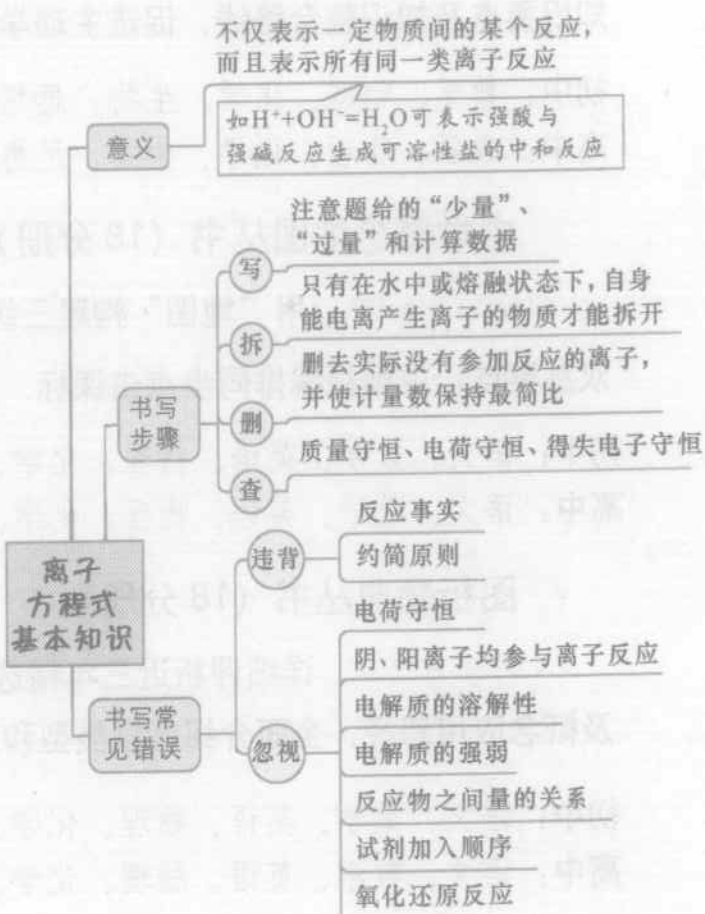 不仅表示一定物质间的某个反应，
而且表示所有同一类离子反应
意义
如H⁺+OH⁻=H₂O可表示强酸与
强碱反应生成可溶性盐的中和反应
注意题给的“少量”、
“过量”和计算数据
写
只有在水中或熔融状态下，自身
能电离产生离子的物质才能拆开
拆
书写
步骤
删去实际没有参加反应的离子，
并使计量数保持最简比
删
质量守恒、电荷守恒、得失电子守恒
查
离子
方程式
基本知识
反应事实
违背
约简原则
电荷守恒
阴、阳离子均参与离子反应
书写常
见错误
电解质的溶解性
忽视
电解质的强弱
反应物之间量的关系
试剂加入顺序
氧化还原反应